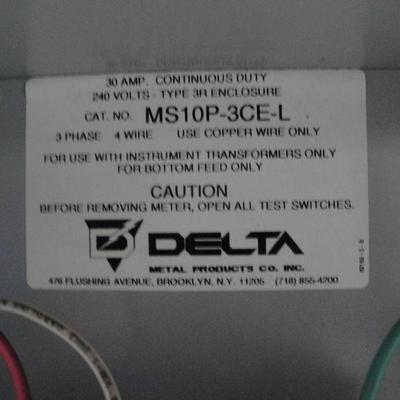 30 AMP. CONTINUOUS DUTY
240 VOLTS - TYPE 3R ENCLOSURE
CAT. NO. MS10P-3CE-L
3 PHASE 4 WIRE USE COPPER WIRE ONLY
FOR USE WITH INSTRUMENT TRANSFORMERS ONLY
FOR BOTTOM FEED ONLY
CAUTION
BEFORE REMOVING METER, OPEN ALL TEST SWITCHES.
DELTA
METAL PRODUCTS CO. INC.
476 FLUSHING AVENUE, BROOKLYN, N.Y. 11205 (718) 855-4200